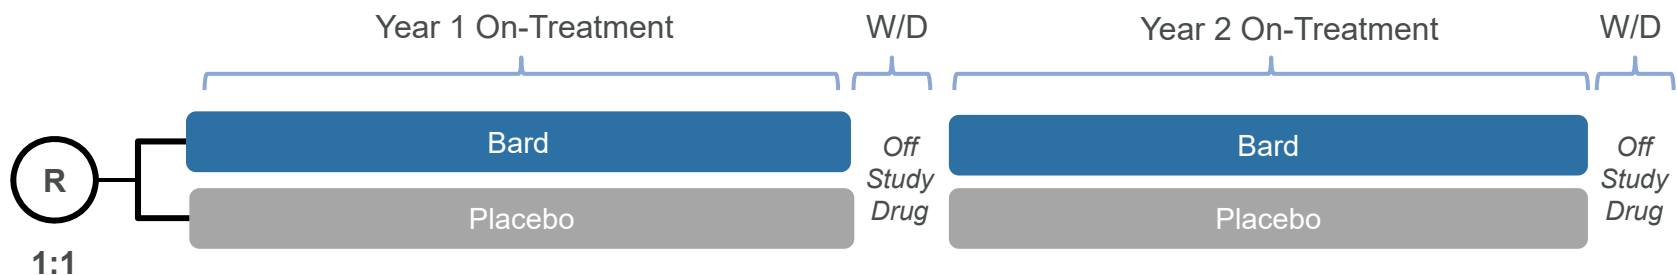 Year 1 On-Treatment
W/D
Year 2 On-Treatment
W/D
R
1:1
Bard
Placebo
Off
Study
Drug
Bard
Placebo
Off
Study
Drug